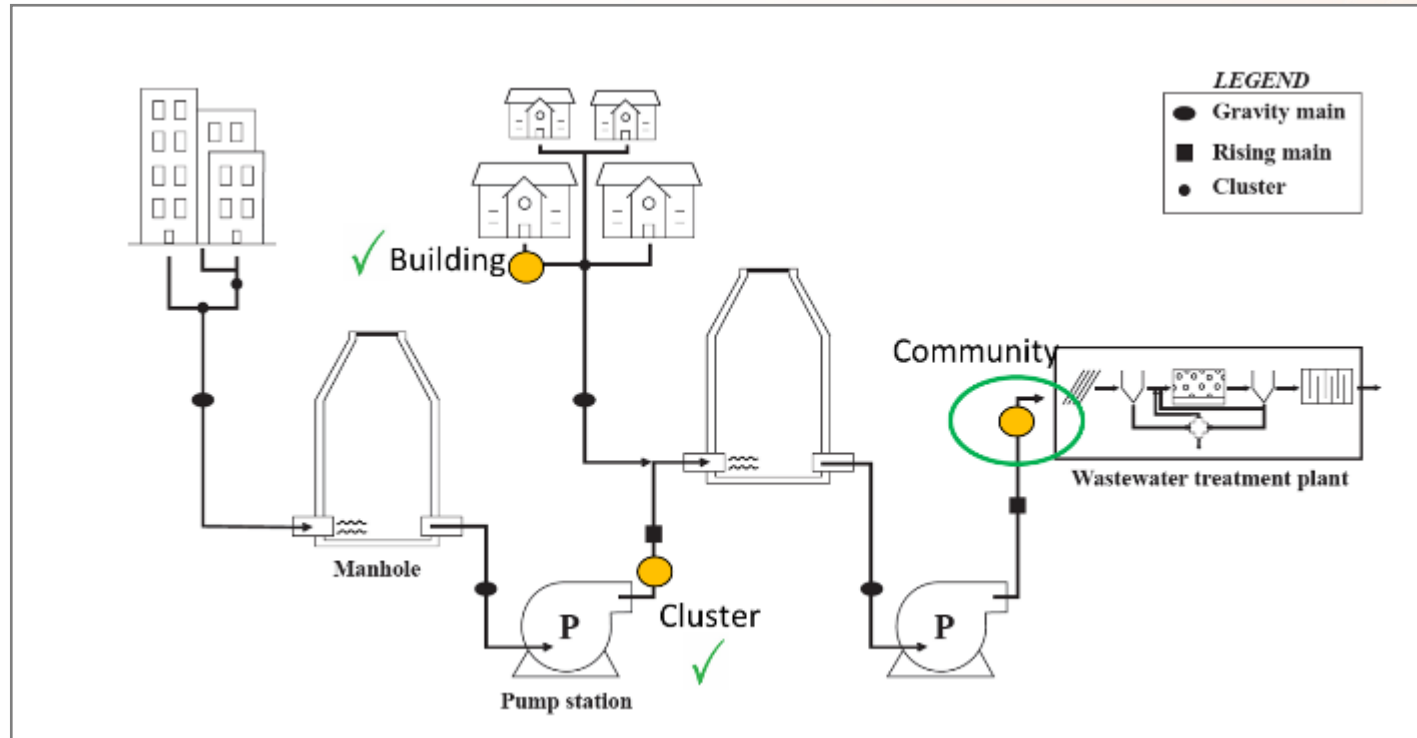 LEGEND
Gravity main
Rising main
Cluster
Building
Community
Wastewater treatment plant
Manhole
P
Cluster
P
Pump station